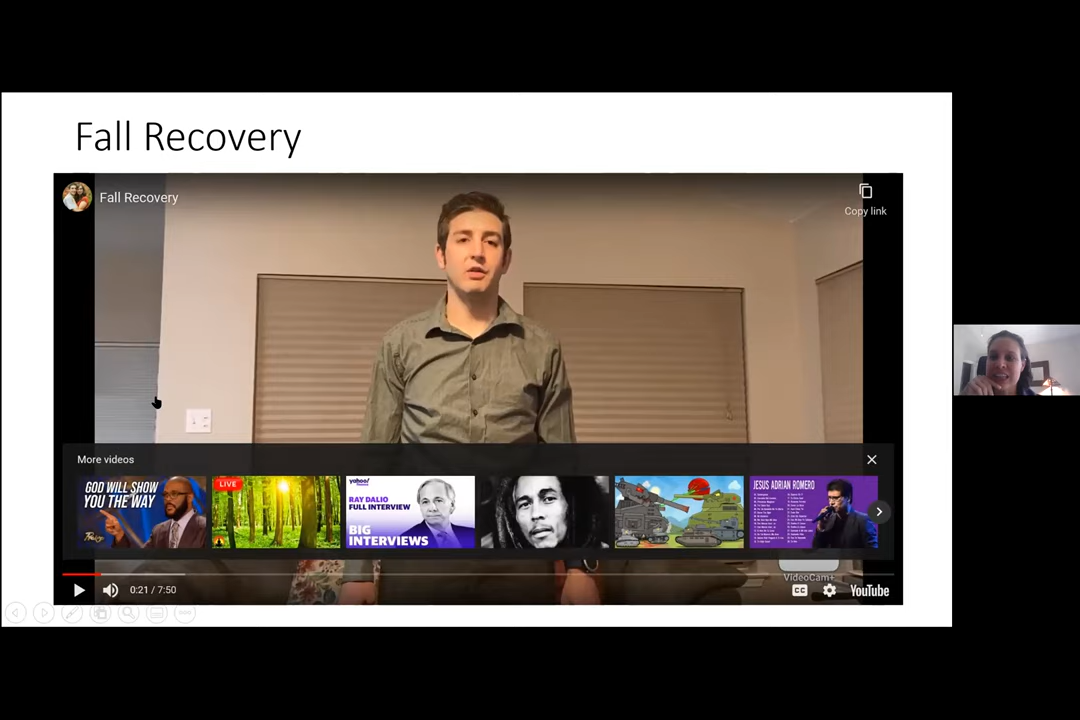 Fall Recovery
Fall Recovery
Copy link
More videos
GOD WILL SHOW
YOU THE WAY
LIVE
yahoo!
RAY DALIO
FULL INTERVIEW
BIG
INTERVIEWS
JESUS ADRIAN ROMERO
VideoCam+
0:21 / 7:50
CC
YouTube